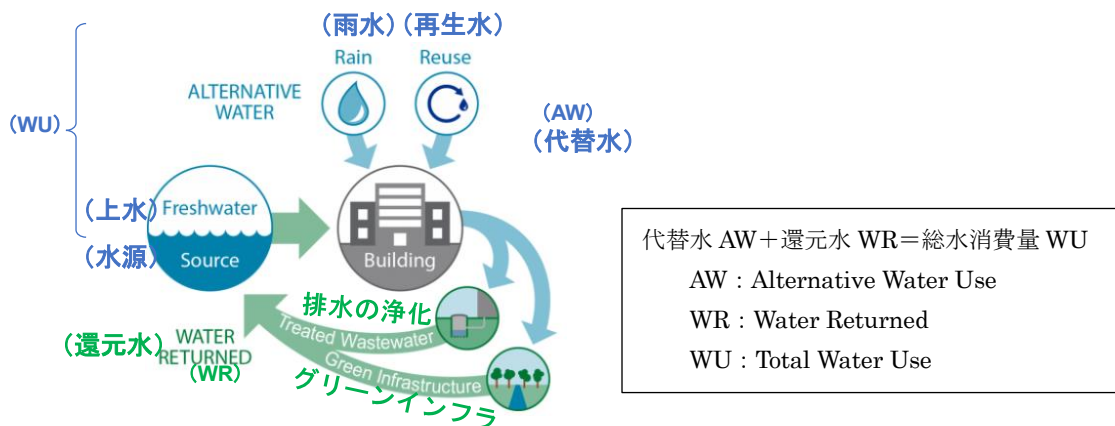 （雨水）（再生水）
Rain
Reuse
ALTERNATIVE
WATER
（WU）
（AW）
（代替水）
（上水）
Freshwater
（水源）
Source
Building
排水の浄化
Treated Wastewater
（還元水）
WATER
RETURNED
（WR）
Green Infrastructure
グリーンインフラ
代替水 AW＋還元水 WR＝総水消費量 WU
AW：Alternative Water Use
WR：Water Returned
WU：Total Water Use